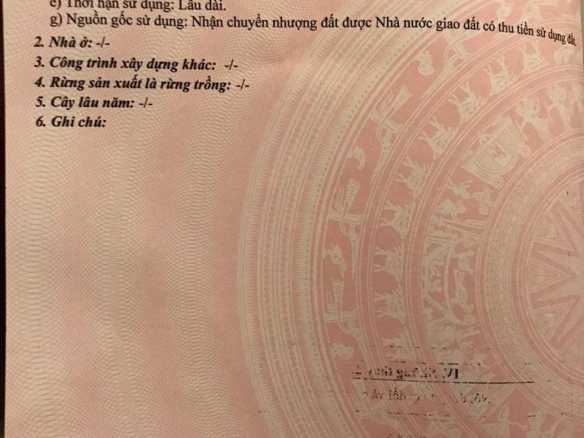 e) Thời hạn sử dụng: Lâu dài.
g) Nguồn gốc sử dụng: Nhận chuyển nhượng đất được Nhà nước giao đất có thu tiền sử dụng đất.
2. Nhà ở: -/-
3. Công trình xây dựng khác: -/-
4. Rừng sản xuất là rừng trồng: -/-
5. Cây lâu năm: -/-
6. Ghi chú: